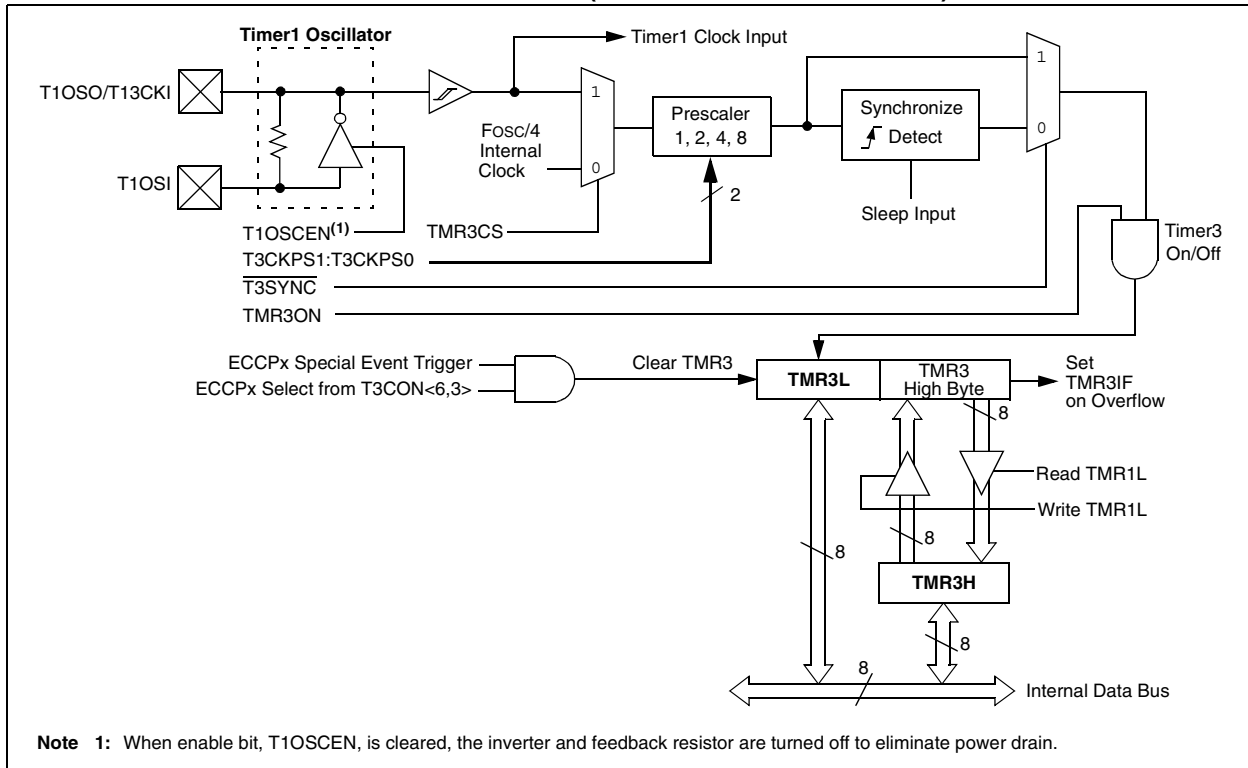 Timer1 Oscillator
Timer1 Clock Input
T1OSO/T13CKI
1
1
Prescaler
1, 2, 4, 8
Synchronize
Detect
FOSC/4
Internal
Clock
0
0
T1OSI
2
Sleep Input
T1OSCEN(1)
TMR3CS
Timer3
On/Off
T3CKPS1:T3CKPS0
T3SYNC
TMR3ON
ECCPx Special Event Trigger
ECCPx Select from T3CON<6,3>
Clear TMR3
TMR3L
TMR3
High Byte
Set
TMR3IF
on Overflow
8
Read TMR1L
Write TMR1L
8
8
TMR3H
8
8
Internal Data Bus
Note 1: When enable bit, T1OSCEN, is cleared, the inverter and feedback resistor are turned off to eliminate power drain.